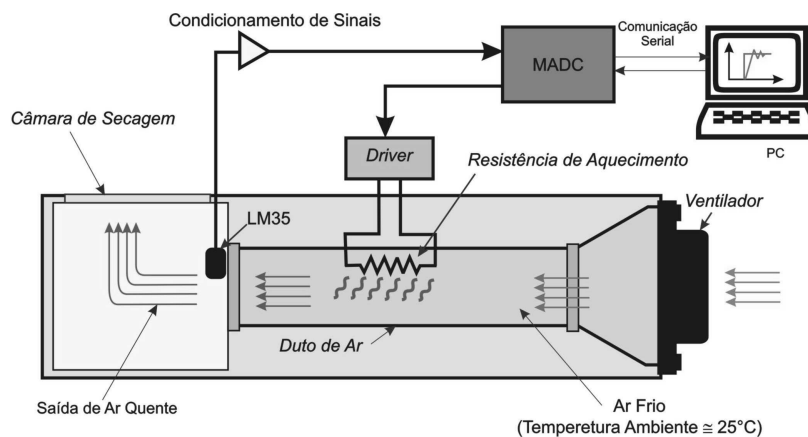 Condicionamento de Sinais
Comunicação
Serial
MADC
PC
Câmara de Secagem
Driver
Resistência de Aquecimento
Ventilador
LM35
Duto de Ar
Saída de Ar Quente
Ar Frio
(Temperetura Ambiente ≅ 25°C)